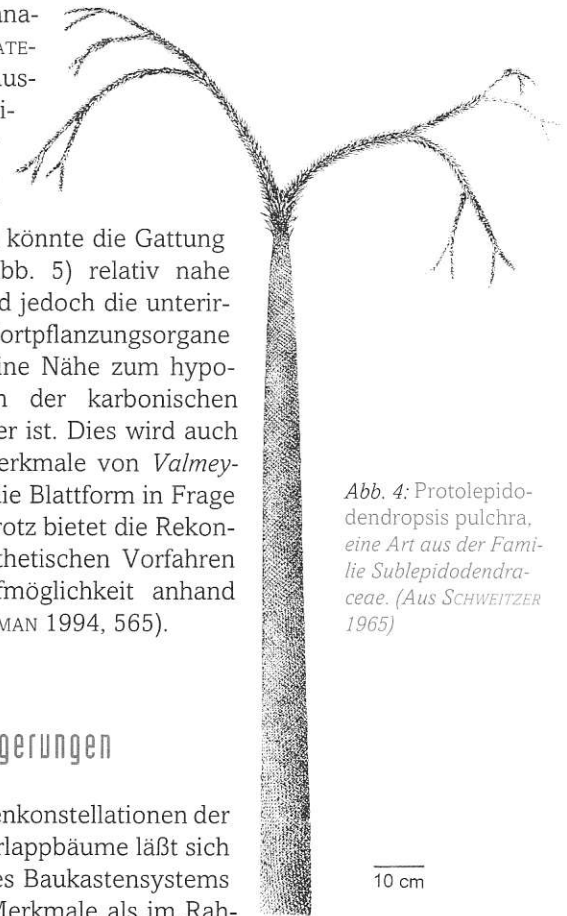 ana-
ATE-
us-
i-
könnte die Gattung
bb. 5) relativ nahe
d jedoch die unterir-
ortpflanzungsorgane
ine Nähe zum hypo-
n der karbonischen
er ist. Dies wird auch
erkmale von Valmey-
die Blattform in Frage
rotz bietet die Rekon-
thetischen Vorfahren
fmöglichkeit anhand
MAN 1994, 565).
gerungen
enkonstellationen der
rlappbäume läßt sich
es Baukastensystems
Merkmale als im Rah-
Abb. 4: Protolepido-
dendropsis pulchra,
eine Art aus der Fami-
lie Sublepidodendra-
ceae. (Aus SCHWEITZER
1965)
10 cm